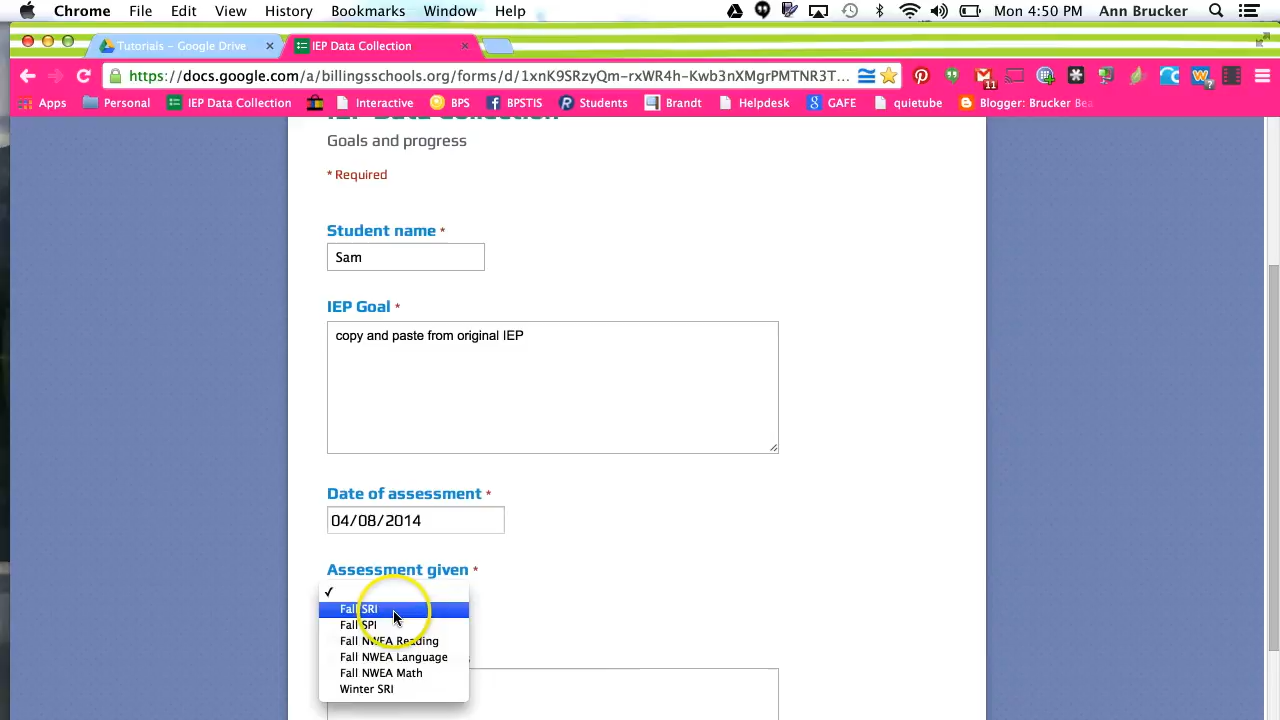 Chrome File Edit View History Bookmarks Window Help Mon 4:50 PM Ann Brucker
Tutorials – Google Drive IEP Data Collection
https://docs.google.com/a/billingsschools.org/forms/d/1xnK9SRzyQm-rxWR4h-Kwb3nXMgrPMTNR3T...
11
Apps Personal IEP Data Collection Interactive BPS BPSTIS Students Brandt Helpdesk GAFE quietube Blogger: Brucker Bea
IEP Data Collection
Goals and progress
* Required
Student name *
Sam
IEP Goal *
copy and paste from original IEP
Date of assessment *
04/08/2014
Assessment given *
Fall SRI
Fall SPI
Fall NWEA Reading
Fall NWEA Language
Fall NWEA Math
Winter SRI